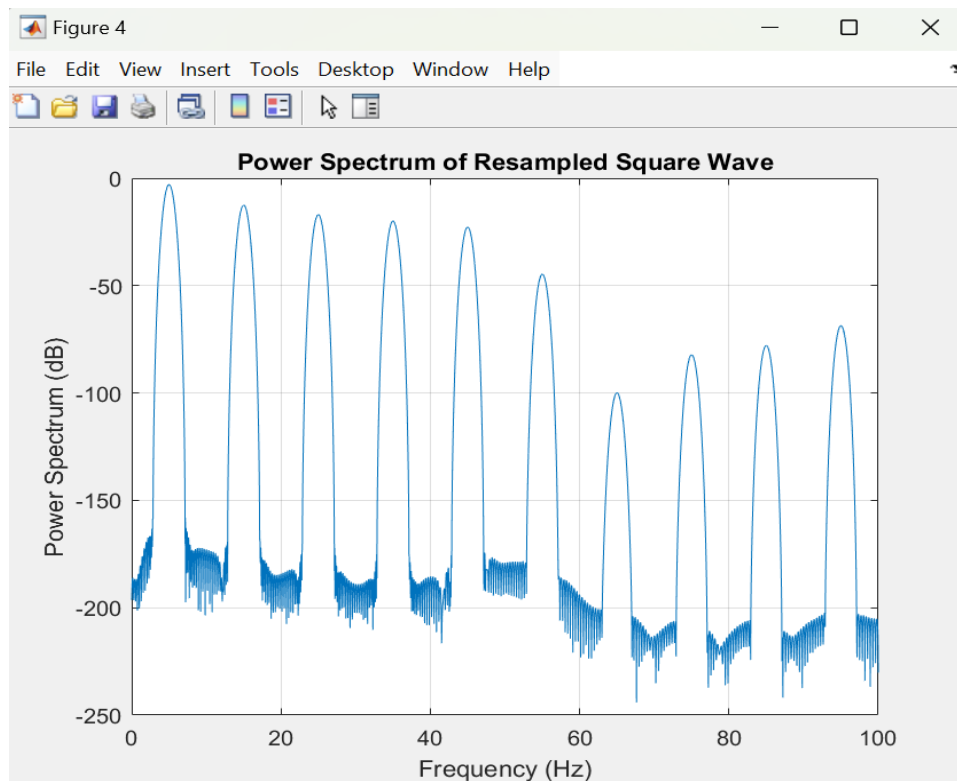 Figure 4
File Edit View Insert Tools Desktop Window Help
Power Spectrum of Resampled Square Wave
0
-50
-100
-150
-200
-250
Power Spectrum (dB)
0 20 40 60 80 100
Frequency (Hz)